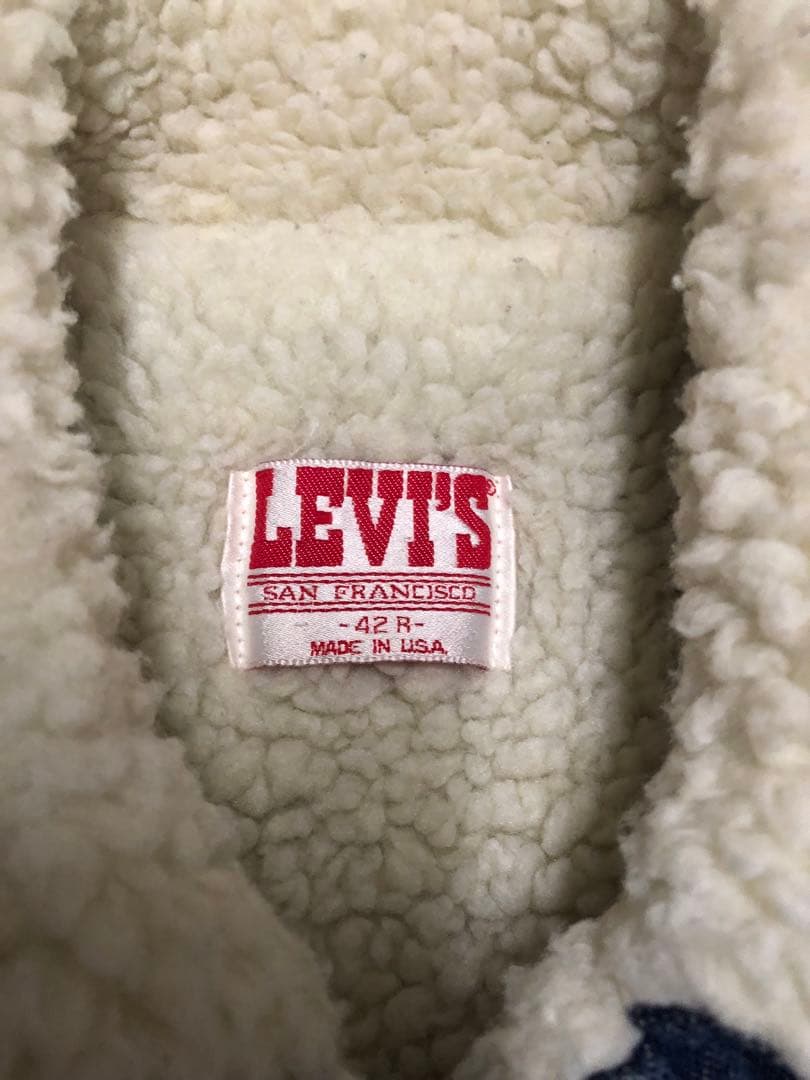 LEVI'S®
SAN FRANCISCO
-42 R-
MADE IN U.S.A.